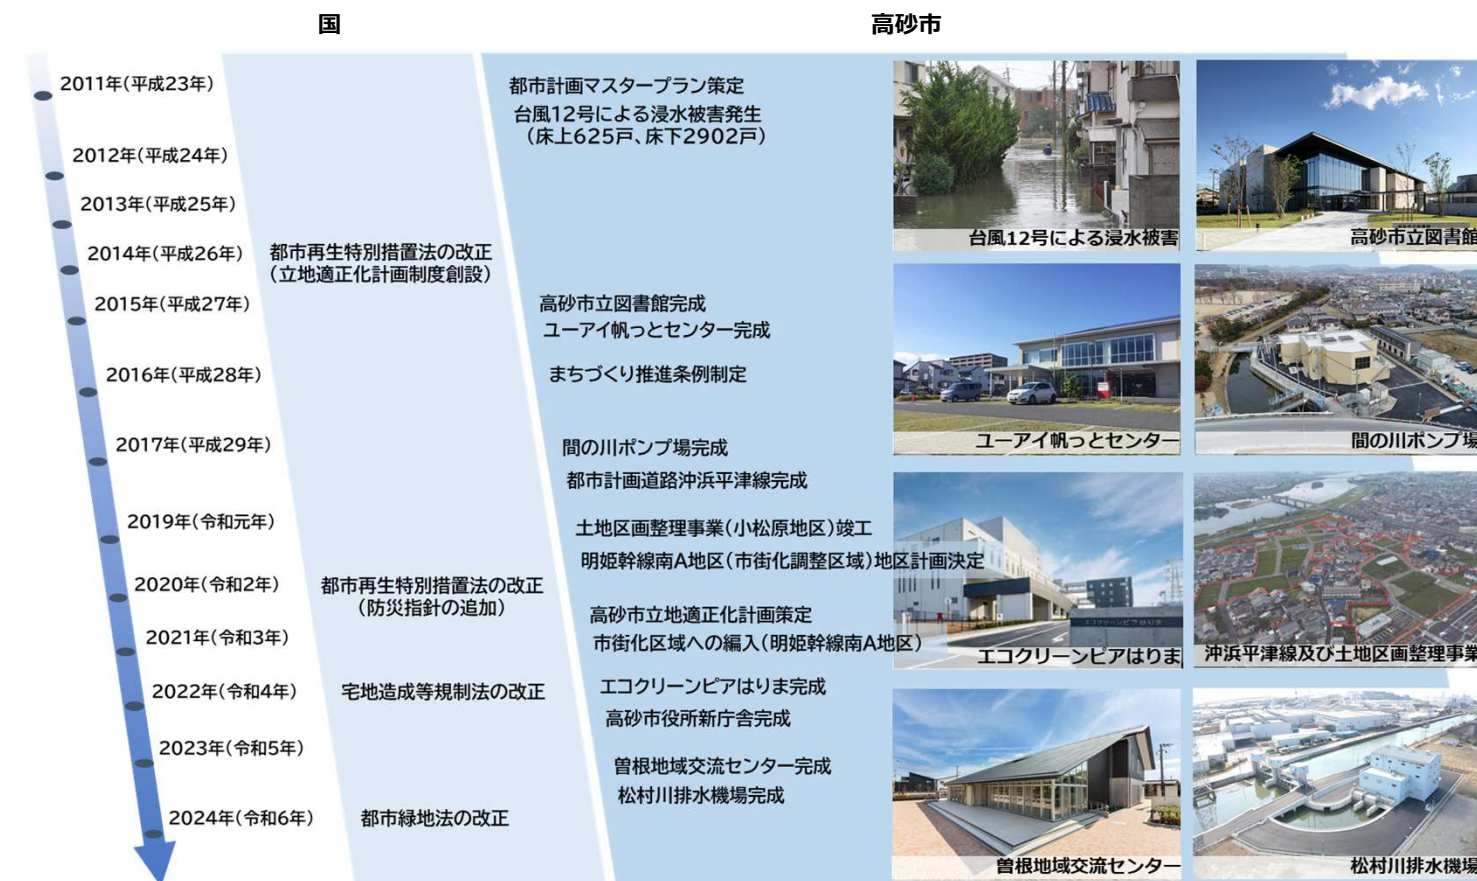 国
高砂市
2011年(平成23年)
都市計画マスタープラン策定
台風12号による浸水被害発生
（床上625戸、床下2902戸）
2012年(平成24年)
2013年(平成25年)
2014年(平成26年)
都市再生特別措置法の改正
（立地適正化計画制度創設）
2015年(平成27年)
高砂市立図書館完成
ユーアイ帆っとセンター完成
2016年(平成28年)
まちづくり推進条例制定
2017年(平成29年)
間の川ポンプ場完成
都市計画道路沖浜平津線完成
2019年(令和元年)
土地区画整理事業（小松原地区）竣工
明姫幹線南A地区（市街化調整区域）地区計画決定
2020年(令和2年)
都市再生特別措置法の改正
（防災指針の追加）
高砂市立地適正化計画策定
2021年(令和3年)
市街化区域への編入（明姫幹線南A地区）
2022年(令和4年)
宅地造成等規制法の改正
エコクリーンピアはりま完成
高砂市役所新庁舎完成
2023年(令和5年)
曽根地域交流センター完成
松村川排水機場完成
2024年(令和6年)
都市緑地法の改正
台風12号による浸水被害
高砂市立図書館
ユーアイ帆っとセンター
間の川ポンプ場
エコクリーンピアはりま
エコクリーンピアはりま
沖浜平津線及び土地区画整理事業
曽根地域交流センター
松村川排水機場